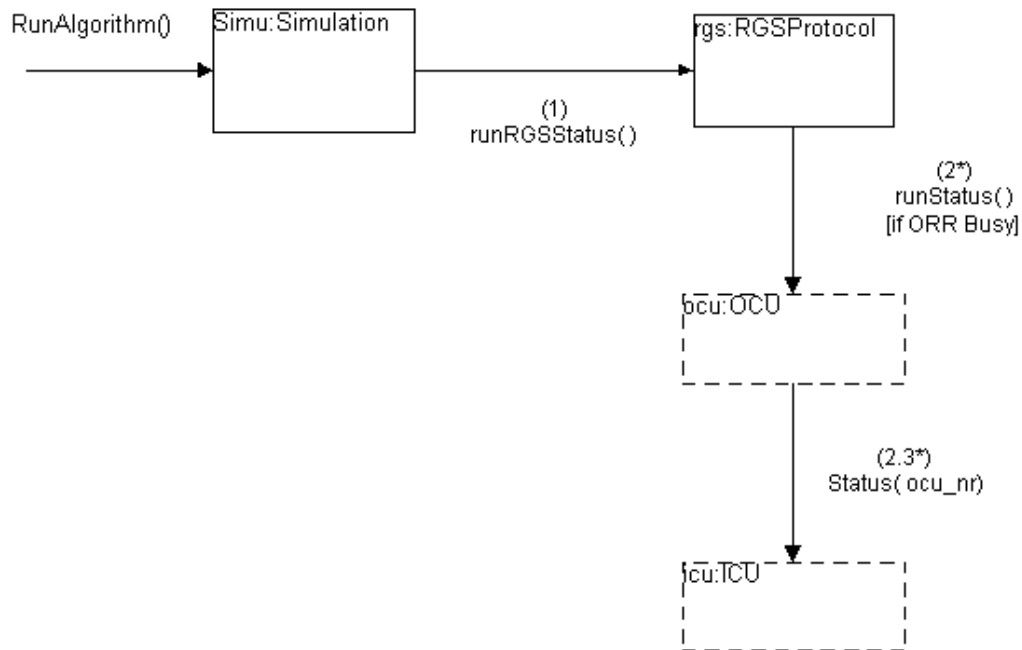 RunAlgorithm()
Simu:Simulation
rgs:RGSProtocol
(1)
runRGSStatus()
(2*)
runStatus()
[if ORR Busy]
ocu:OCU
(2.3*)
Status( ocu_nr)
icu:ICU